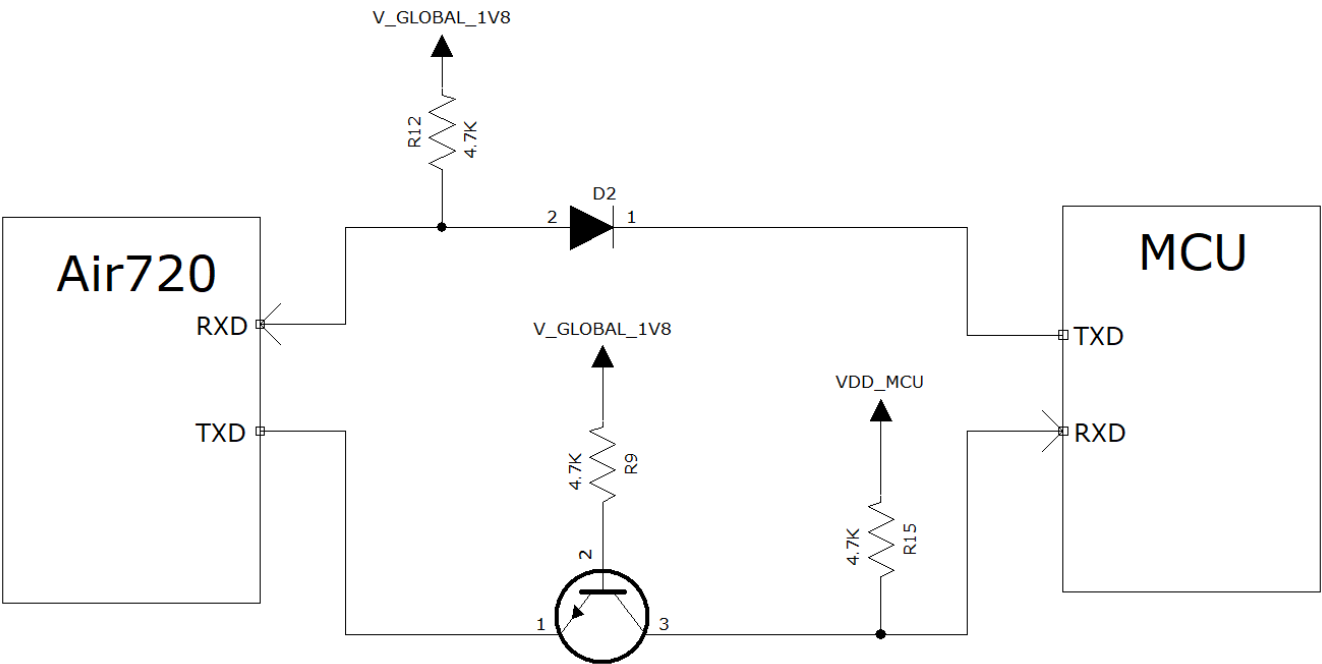 V_GLOBAL_1V8
R12
4.7K
D2
2
1
Air720
MCU
RXD
V_GLOBAL_1V8
TXD
VDD_MCU
TXD
RXD
4.7K
R9
4.7K
R15
2
1
3